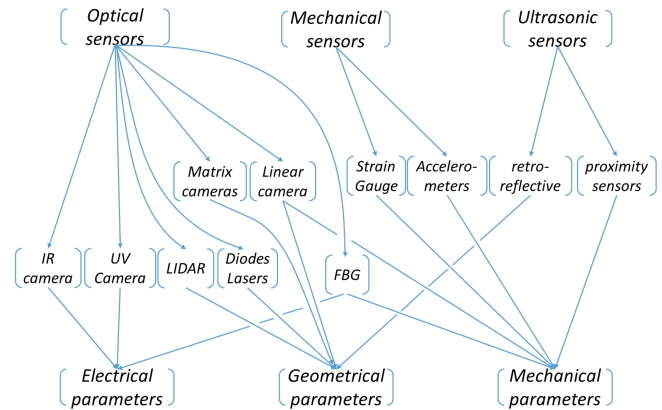 Optical
sensors
Mechanical
sensors
Ultrasonic
sensors
Matrix
cameras
Linear
camera
Strain
Gauge
Accelero-
meters
retro-
reflective
proximity
sensors
IR
camera
UV
Camera
LIDAR
Diodes
Lasers
FBG
Electrical
parameters
Geometrical
parameters
Mechanical
parameters